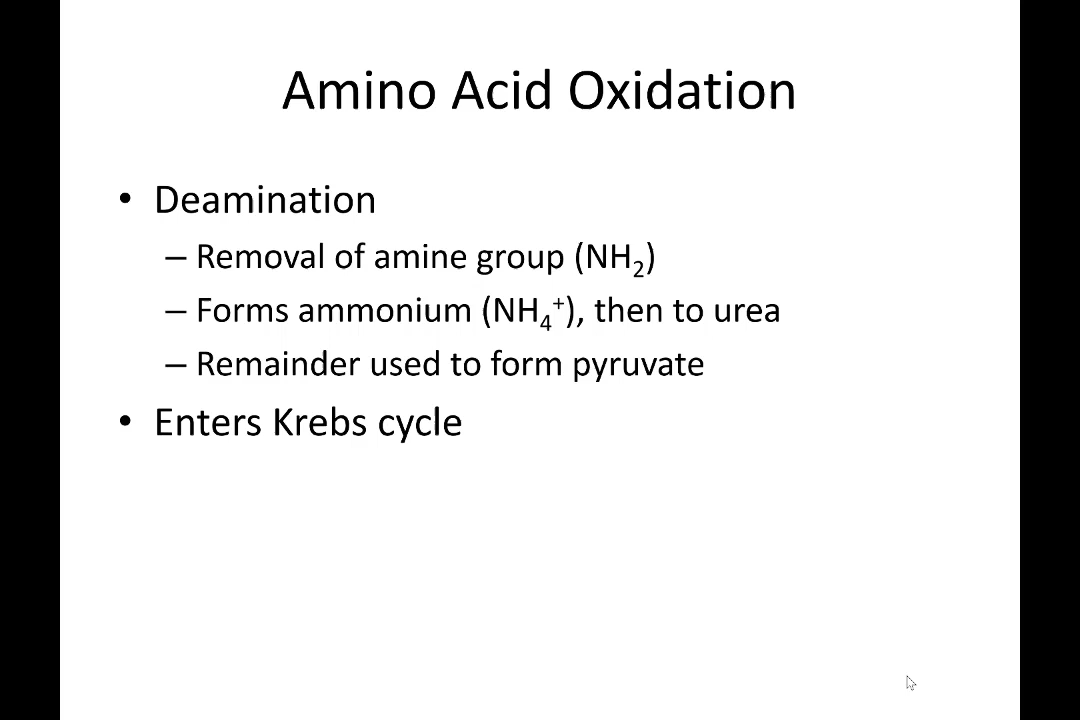 Amino Acid Oxidation
• Deamination
– Removal of amine group (NH₂)
– Forms ammonium (NH₄⁺), then to urea
– Remainder used to form pyruvate
• Enters Krebs cycle